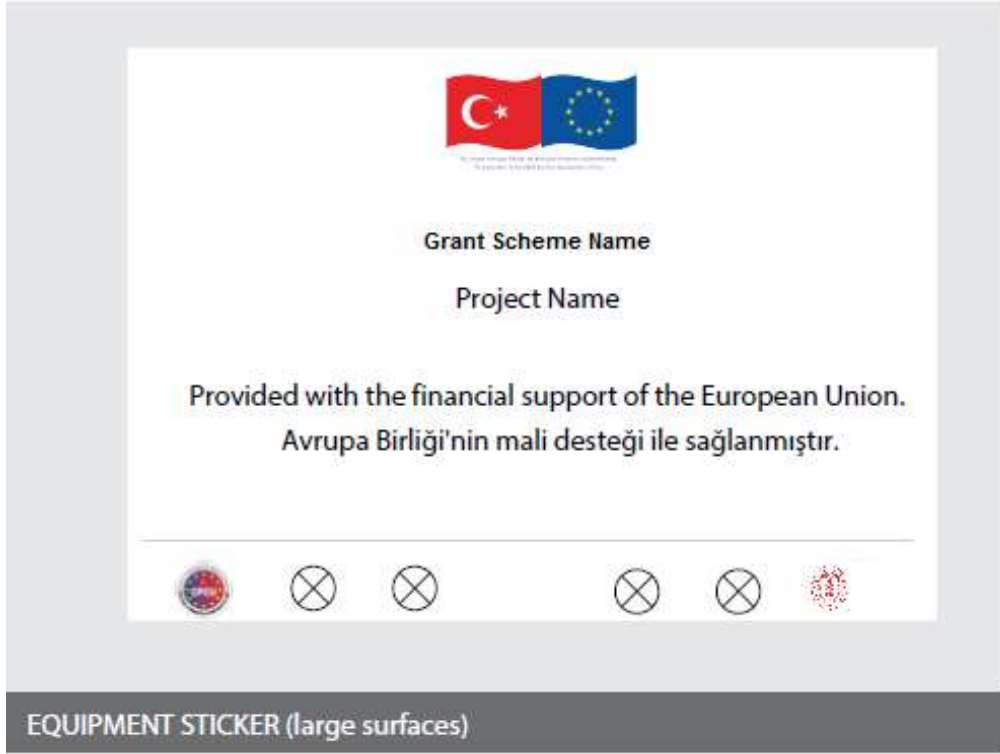 Grant Scheme Name
Project Name
Provided with the financial support of the European Union.
Avrupa Birliği'nin mali desteği ile sağlanmıştır.
EQUIPMENT STICKER (large surfaces)